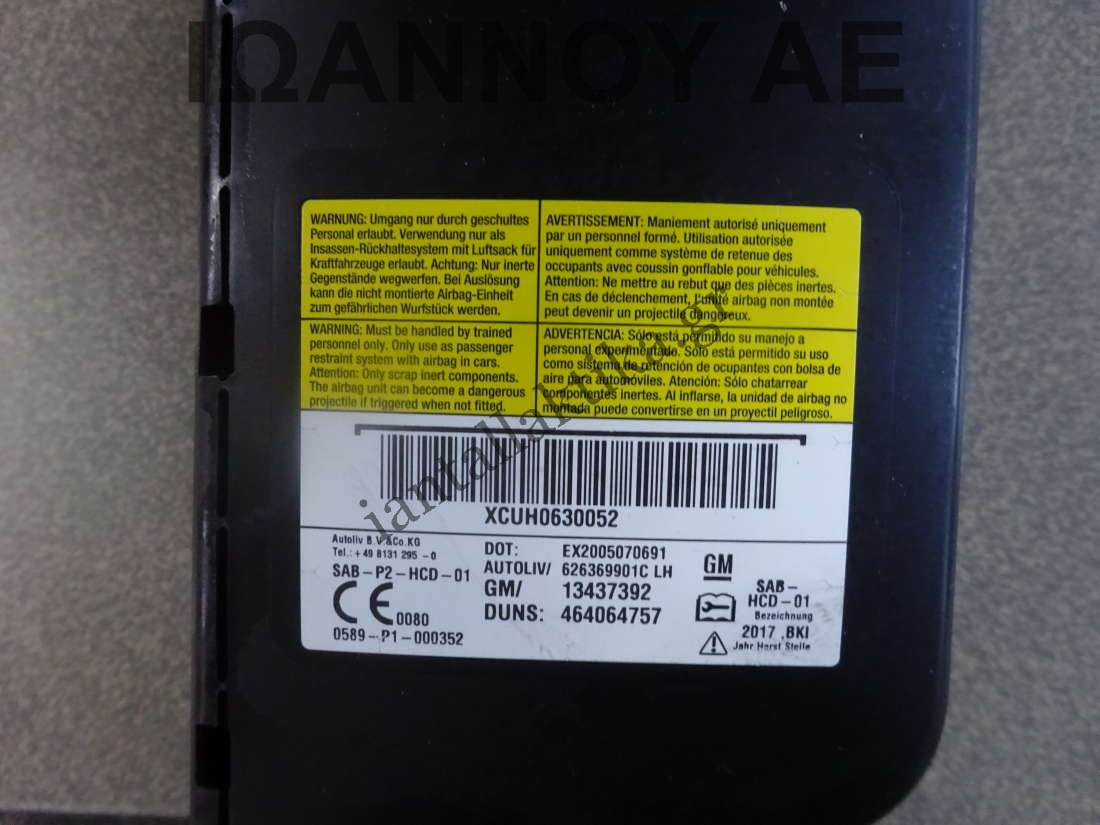 ΙΩΑΝΝΟΥ ΑΕ
WARNUNG: Umgang nur durch geschultes
Personal erlaubt. Verwendung nur als
Insassen-Rückhaltesystem mit Luftsack für
Kraftfahrzeuge erlaubt. Achtung: Nur inerte
Gegenstände wegwerfen. Bei Auslösung
kann die nicht montierte Airbag-Einheit
zum gefährlichen Wurfstück werden.
AVERTISSEMENT: Maniement autorisé uniquement
par un personnel formé. Utilisation autorisée
uniquement comme système de retenue des
occupants avec coussin gonflable pour véhicules.
Attention: Ne mettre au rebut que des pièces inertes.
En cas de déclenchement, l'unité airbag non montée
peut devenir un projectile dangereux.
WARNING: Must be handled by trained
personnel only. Only use as passenger
restraint system with airbag in cars.
Attention: Only scrap inert components.
The airbag unit can become a dangerous
projectile if triggered when not fitted.
ADVERTENCIA: Sólo está permitido su manejo a
personal experimentado. Sólo está permitido su uso
como sistema de retención de ocupantes con bolsa de
aire para automóviles. Atención: Sólo chatarrear
componentes inertes. Al inflarse, la unidad de airbag no
montada puede convertirse en un proyectil peligroso.
iantallaktika.gr
XCUH0630052
Autoliv B.V.&Co.KG
Tel.: +49 8131 295 -0
SAB-P2-HCD-01
CE 0080
0589-P1-000352
DOT: EX2005070691
AUTOLIV/ 626369901C LH
GM/ 13437392
DUNS: 464064757
GM
SAB-
HCD-01
Bezeichnung
2017 ,BKI
Jahr Herst Stelle